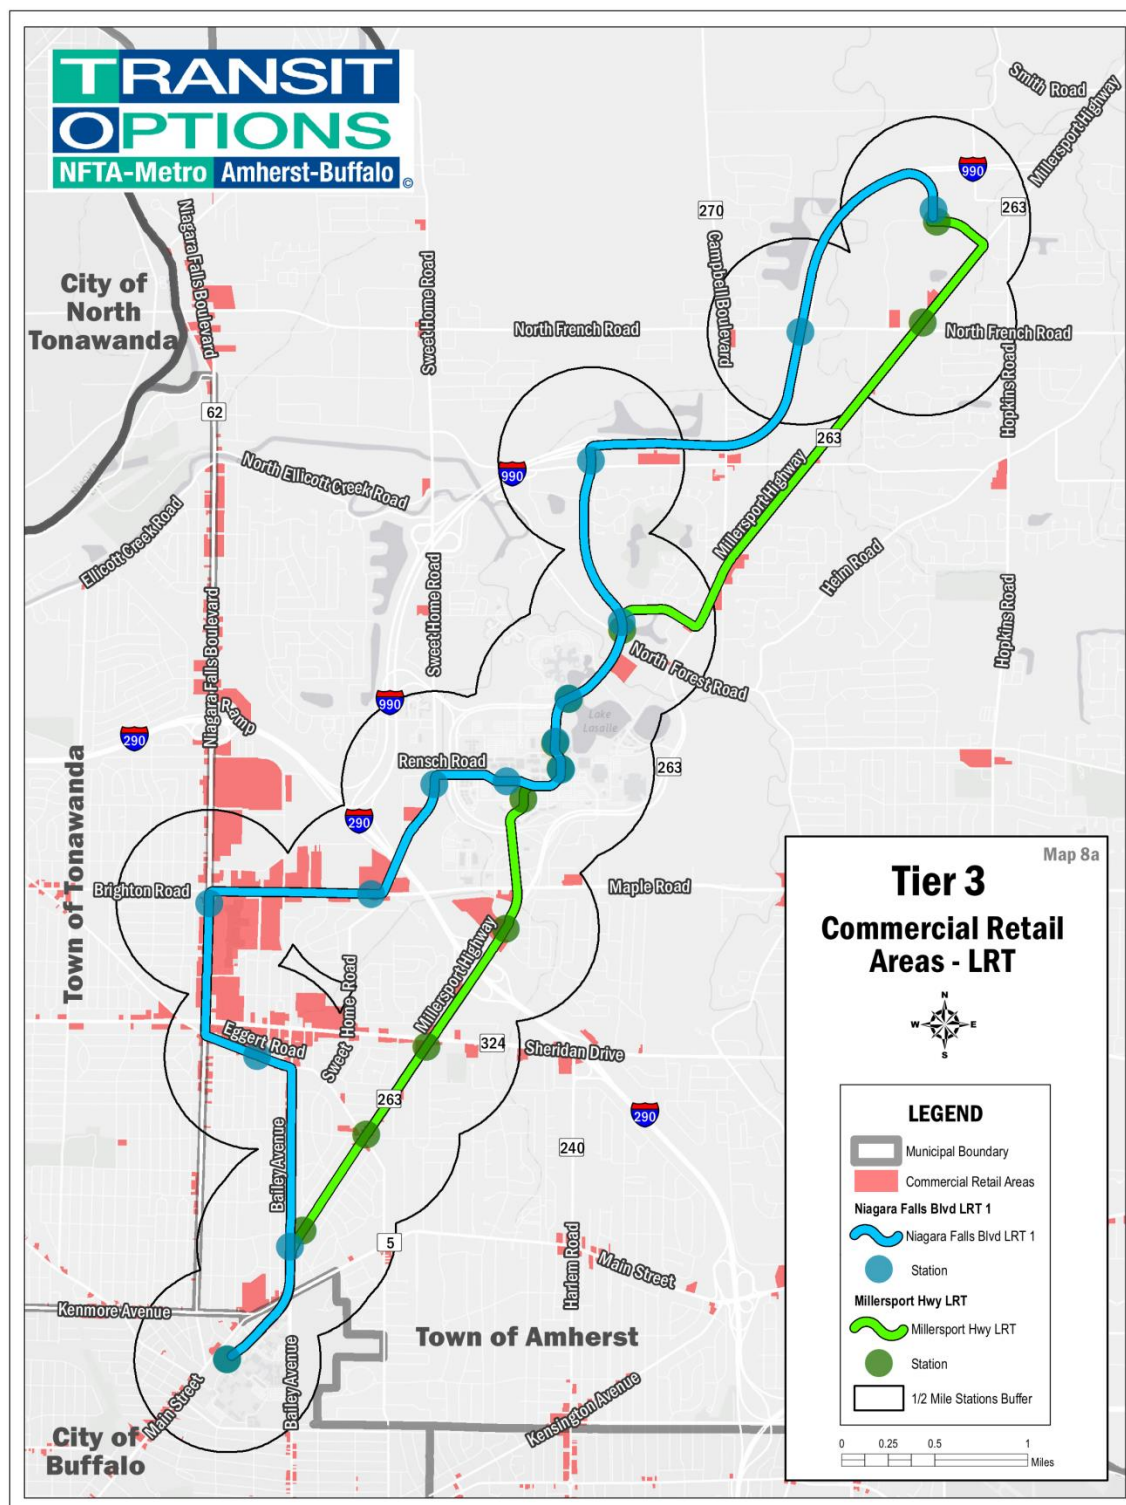 TRANSIT
OPTIONS
NFTA-Metro Amherst-Buffalo ©
Smith Road
Millersport Highway
990
263
270
Niagara Falls Boulevard
City of
North
Tonawanda
Sweet Home Road
Campbell Boulevard
North French Road
North French Road
Hopkins Road
62
263
990
North Ellicott Creek Road
Ellicott Creek Road
Millersport Highway
Heim Road
Niagara Falls Boulevard
Sweet Home Road
Hopkins Road
North Forest Road
Ramp
990
290
Lake
Lasalle
Rensch Road
263
290
Town of Tonawanda
Brighton Road
Maple Road
Millersport Highway
Sweet Home Road
Eggert Road
324
Sheridan Drive
263
290
Bailey Avenue
240
5
Harlem Road
Main Street
Kenmore Avenue
Town of Amherst
Bailey Avenue
Main Street
Kensington Avenue
City of
Buffalo
Map 8a
Tier 3
Commercial Retail
Areas - LRT
N
W E
S
LEGEND
Municipal Boundary
Commercial Retail Areas
Niagara Falls Blvd LRT 1
Niagara Falls Blvd LRT 1
Station
Millersport Hwy LRT
Millersport Hwy LRT
Station
1/2 Mile Stations Buffer
0 0.25 0.5 1
Miles